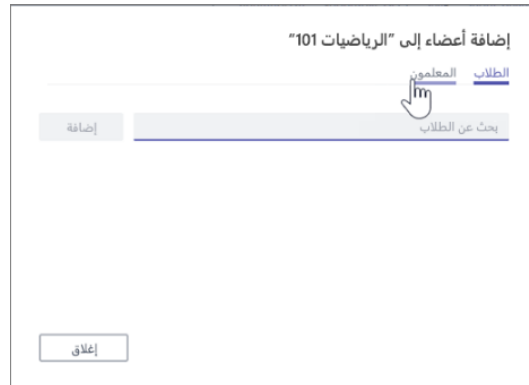 إضافة أعضاء إلى "الرياضيات 101"
الطلاب المعلمون
بحث عن الطلاب إضافة
إغلاق